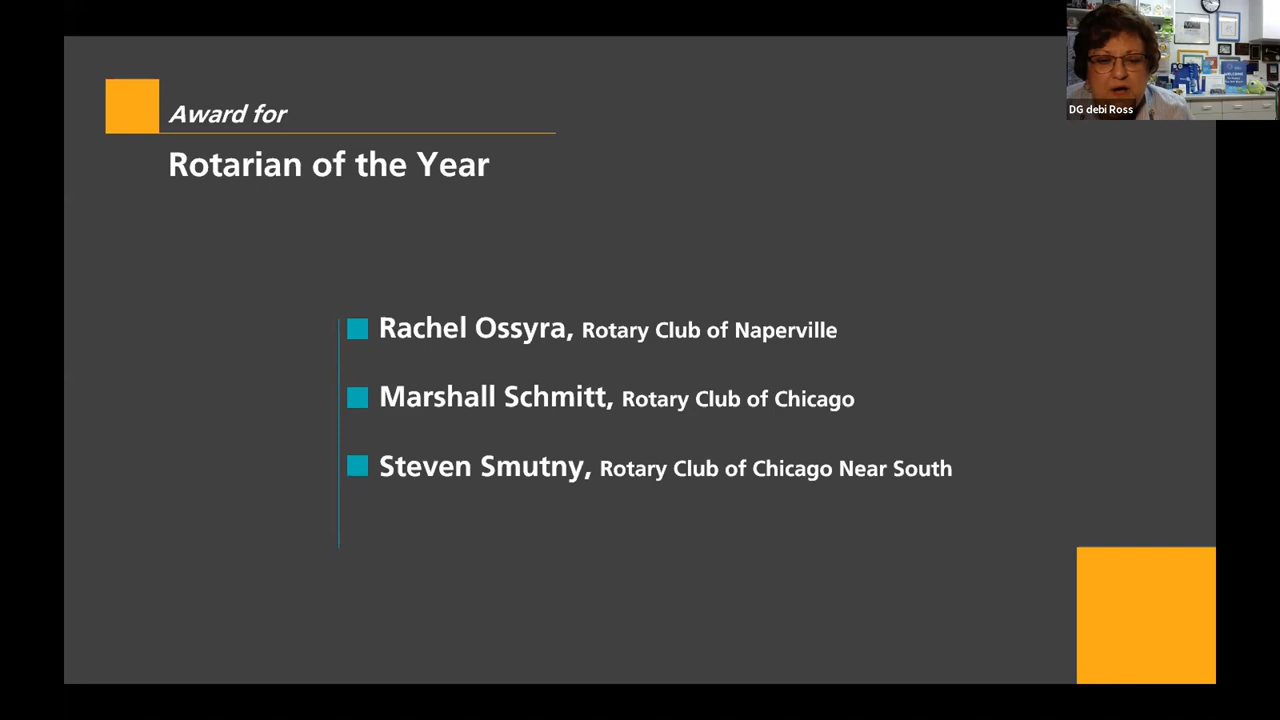 Award for
Rotarian of the Year
Rachel Ossyra, Rotary Club of Naperville
Marshall Schmitt, Rotary Club of Chicago
Steven Smutny, Rotary Club of Chicago Near South
DG debi Ross